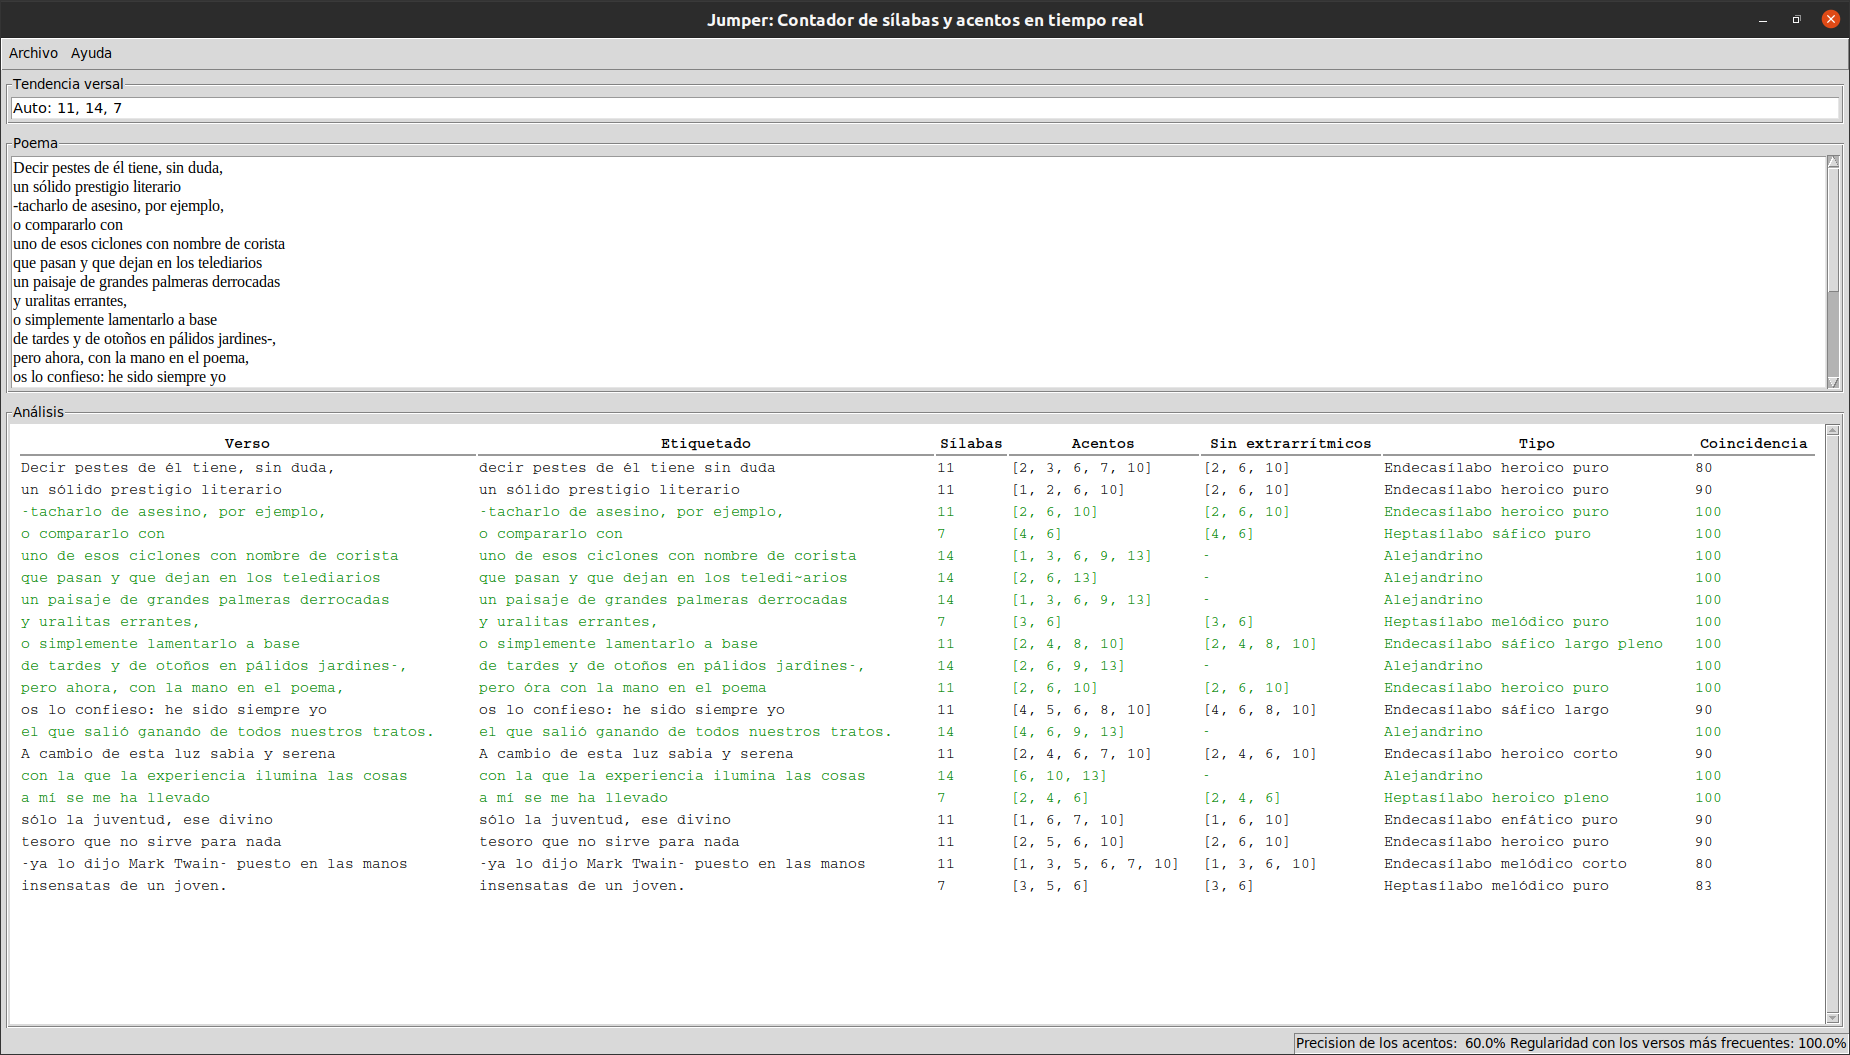 Jumper: Contador de sílabas y acentos en tiempo real
Archivo Ayuda
Tendencia versal
Auto: 11, 14, 7
Poema
Decir pestes de él tiene, sin duda,
un sólido prestigio literario
-tacharlo de asesino, por ejemplo,
o compararlo con
uno de esos ciclones con nombre de corista
que pasan y que dejan en los telediarios
un paisaje de grandes palmeras derrocadas
y uralitas errantes,
o simplemente lamentarlo a base
de tardes y de otoños en pálidos jardines-,
pero ahora, con la mano en el poema,
os lo confieso: he sido siempre yo
Análisis
Verso Etiquetado Sílabas Acentos Sin extrarrítmicos Tipo Coincidencia
Decir pestes de él tiene, sin duda, decir pestes de él tiene sin duda 11 [2, 3, 6, 7, 10] [2, 6, 10] Endecasílabo heroico puro 80
un sólido prestigio literario un sólido prestigio literario 11 [1, 2, 6, 10] [2, 6, 10] Endecasílabo heroico puro 90
-tacharlo de asesino, por ejemplo, -tacharlo de asesino, por ejemplo, 11 [2, 6, 10] [2, 6, 10] Endecasílabo heroico puro 100
o compararlo con o compararlo con 7 [4, 6] [4, 6] Heptasílabo sáfico puro 100
uno de esos ciclones con nombre de corista uno de esos ciclones con nombre de corista 14 [1, 3, 6, 9, 13] - Alejandrino 100
que pasan y que dejan en los telediarios que pasan y que dejan en los teledi~arios 14 [2, 6, 13] - Alejandrino 100
un paisaje de grandes palmeras derrocadas un paisaje de grandes palmeras derrocadas 14 [1, 3, 6, 9, 13] - Alejandrino 100
y uralitas errantes, y uralitas errantes, 7 [3, 6] [3, 6] Heptasílabo melódico puro 100
o simplemente lamentarlo a base o simplemente lamentarlo a base 11 [2, 4, 8, 10] [2, 4, 8, 10] Endecasílabo sáfico largo pleno 100
de tardes y de otoños en pálidos jardines-, de tardes y de otoños en pálidos jardines-, 14 [2, 6, 9, 13] - Alejandrino 100
pero ahora, con la mano en el poema, pero óra con la mano en el poema 11 [2, 6, 10] [2, 6, 10] Endecasílabo heroico puro 100
os lo confieso: he sido siempre yo os lo confieso: he sido siempre yo 11 [4, 5, 6, 8, 10] [4, 6, 8, 10] Endecasílabo sáfico largo 90
el que salió ganando de todos nuestros tratos. el que salió ganando de todos nuestros tratos. 14 [4, 6, 9, 13] - Alejandrino 100
A cambio de esta luz sabia y serena A cambio de esta luz sabia y serena 11 [2, 4, 6, 7, 10] [2, 4, 6, 10] Endecasílabo heroico corto 90
con la que la experiencia ilumina las cosas con la que la experiencia ilumina las cosas 14 [6, 10, 13] - Alejandrino 100
a mí se me ha llevado a mí se me ha llevado 7 [2, 4, 6] [2, 4, 6] Heptasílabo heroico pleno 100
sólo la juventud, ese divino sólo la juventud, ese divino 11 [1, 6, 7, 10] [1, 6, 10] Endecasílabo enfático puro 90
tesoro que no sirve para nada tesoro que no sirve para nada 11 [2, 5, 6, 10] [2, 6, 10] Endecasílabo heroico puro 90
-ya lo dijo Mark Twain- puesto en las manos -ya lo dijo Mark Twain- puesto en las manos 11 [1, 3, 5, 6, 7, 10] [1, 3, 6, 10] Endecasílabo melódico corto 80
insensatas de un joven. insensatas de un joven. 7 [3, 5, 6] [3, 6] Heptasílabo melódico puro 83
Precision de los acentos: 60.0% Regularidad con los versos más frecuentes: 100.0%